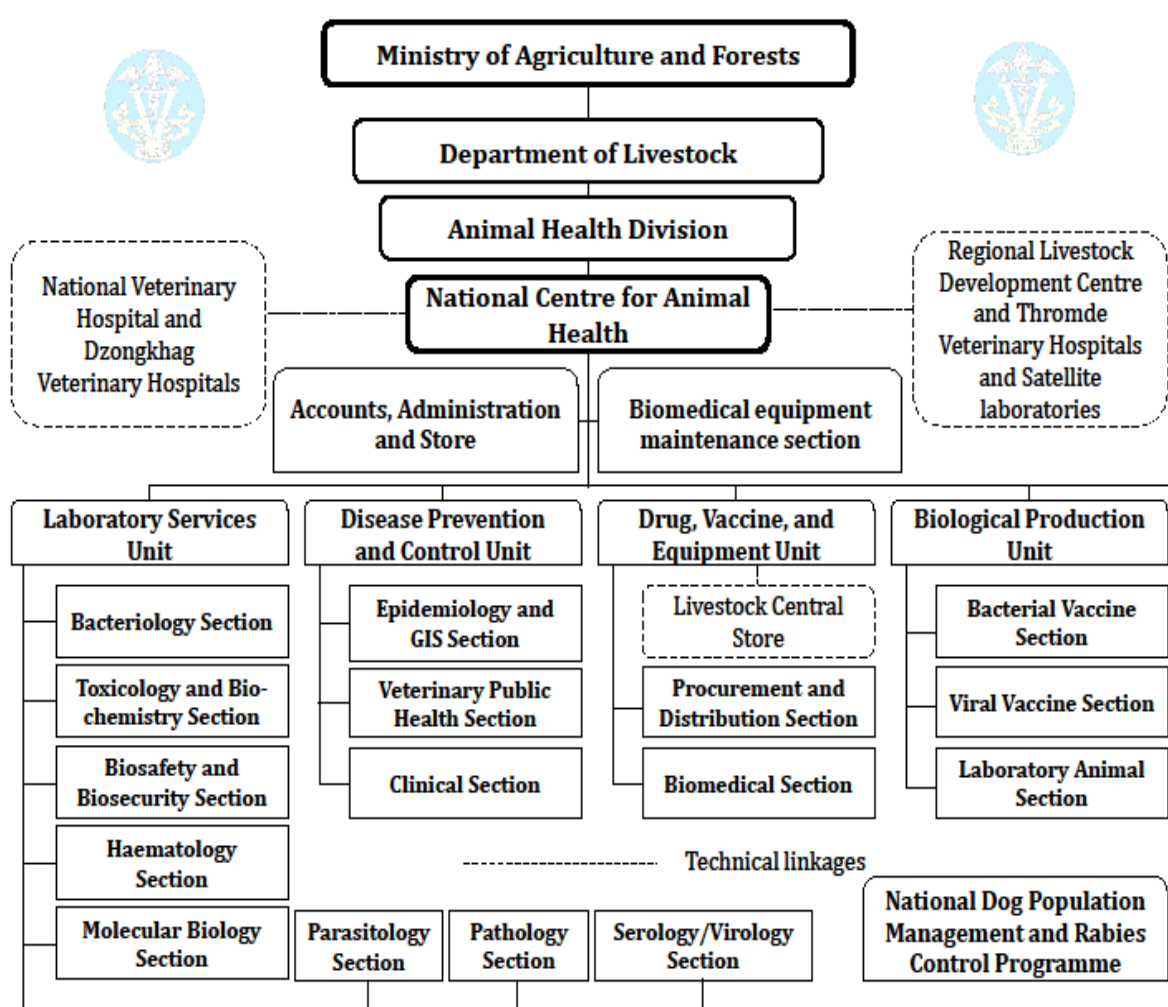 Ministry of Agriculture and Forests
Department of Livestock
Animal Health Division
National Centre for Animal
Health
National Veterinary
Hospital and
Dzongkhag
Veterinary Hospitals
Regional Livestock
Development Centre
and Thromde
Veterinary Hospitals
and Satellite
laboratories
Accounts, Administration
and Store
Biomedical equipment
maintenance section
Laboratory Services
Unit
Disease Prevention
and Control Unit
Drug, Vaccine, and
Equipment Unit
Biological Production
Unit
Bacteriology Section
Toxicology and Bio-
chemistry Section
Biosafety and
Biosecurity Section
Haematology
Section
Molecular Biology
Section
Epidemiology and
GIS Section
Veterinary Public
Health Section
Clinical Section
Livestock Central
Store
Procurement and
Distribution Section
Biomedical Section
Bacterial Vaccine
Section
Viral Vaccine Section
Laboratory Animal
Section
Technical linkages
Parasitology
Section
Pathology
Section
Serology/Virology
Section
National Dog Population
Management and Rabies
Control Programme